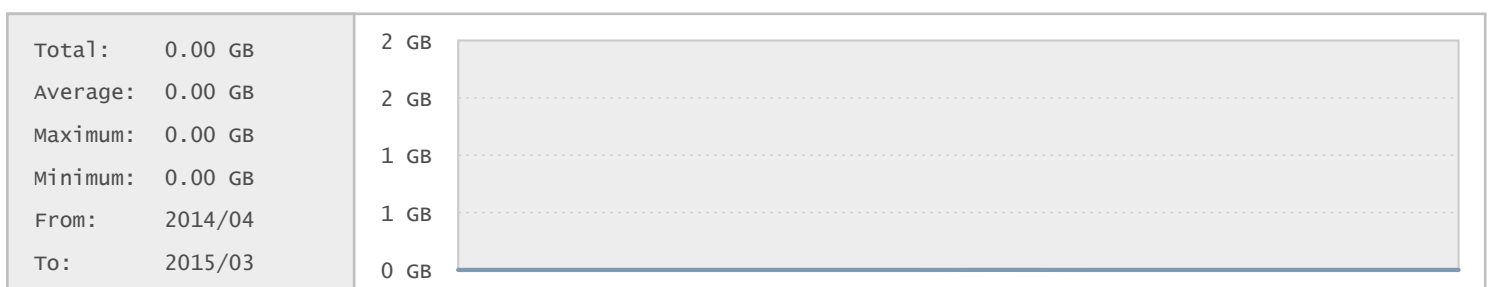 Total: 0.00 GB
Average: 0.00 GB
Maximum: 0.00 GB
Minimum: 0.00 GB
From: 2014/04
To: 2015/03
2 GB
2 GB
1 GB
1 GB
0 GB